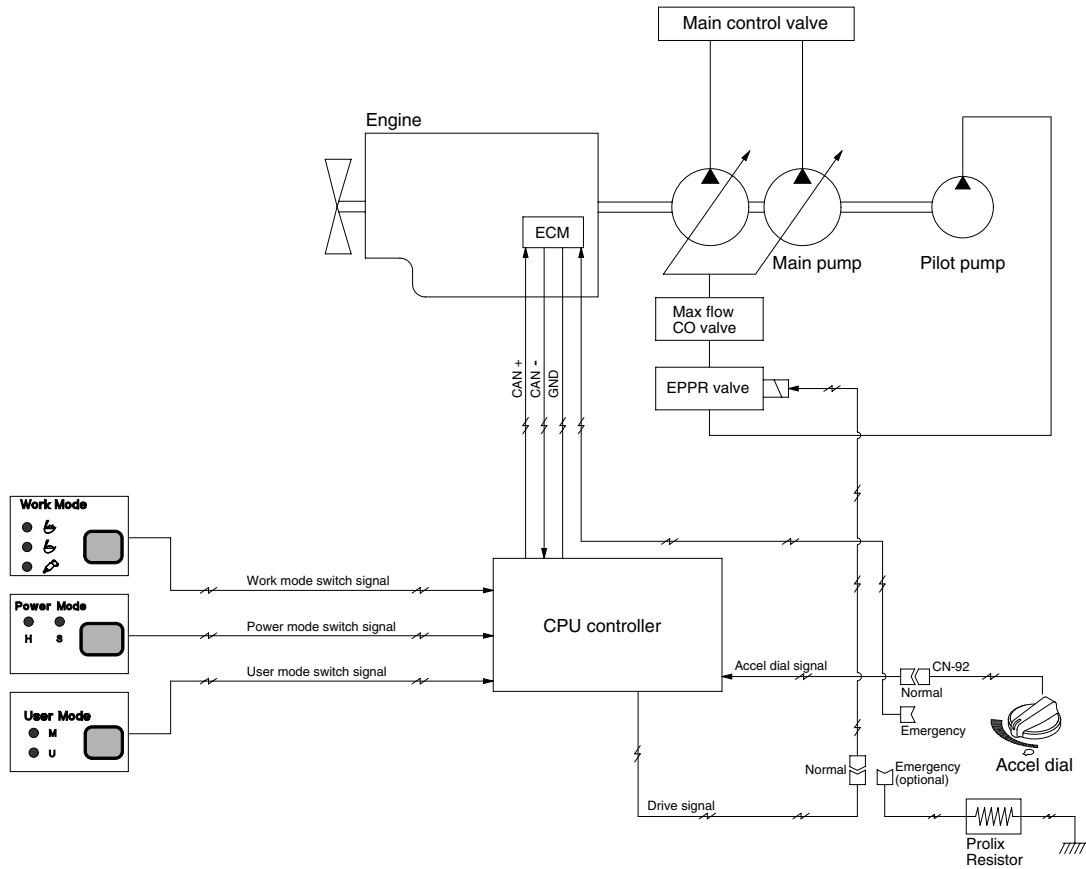 Main control valve
Engine
ECM
Main pump
Pilot pump
Max flow
CO valve
EPPR valve
CAN +
CAN -
GND
Work Mode
Work mode switch signal
Power Mode
H S
Power mode switch signal
CPU controller
User mode switch signal
User Mode
M
U
Accel dial signal
CN-92
Normal
Emergency
Accel dial
Normal
Emergency
(optional)
Drive signal
Prolix
Resistor